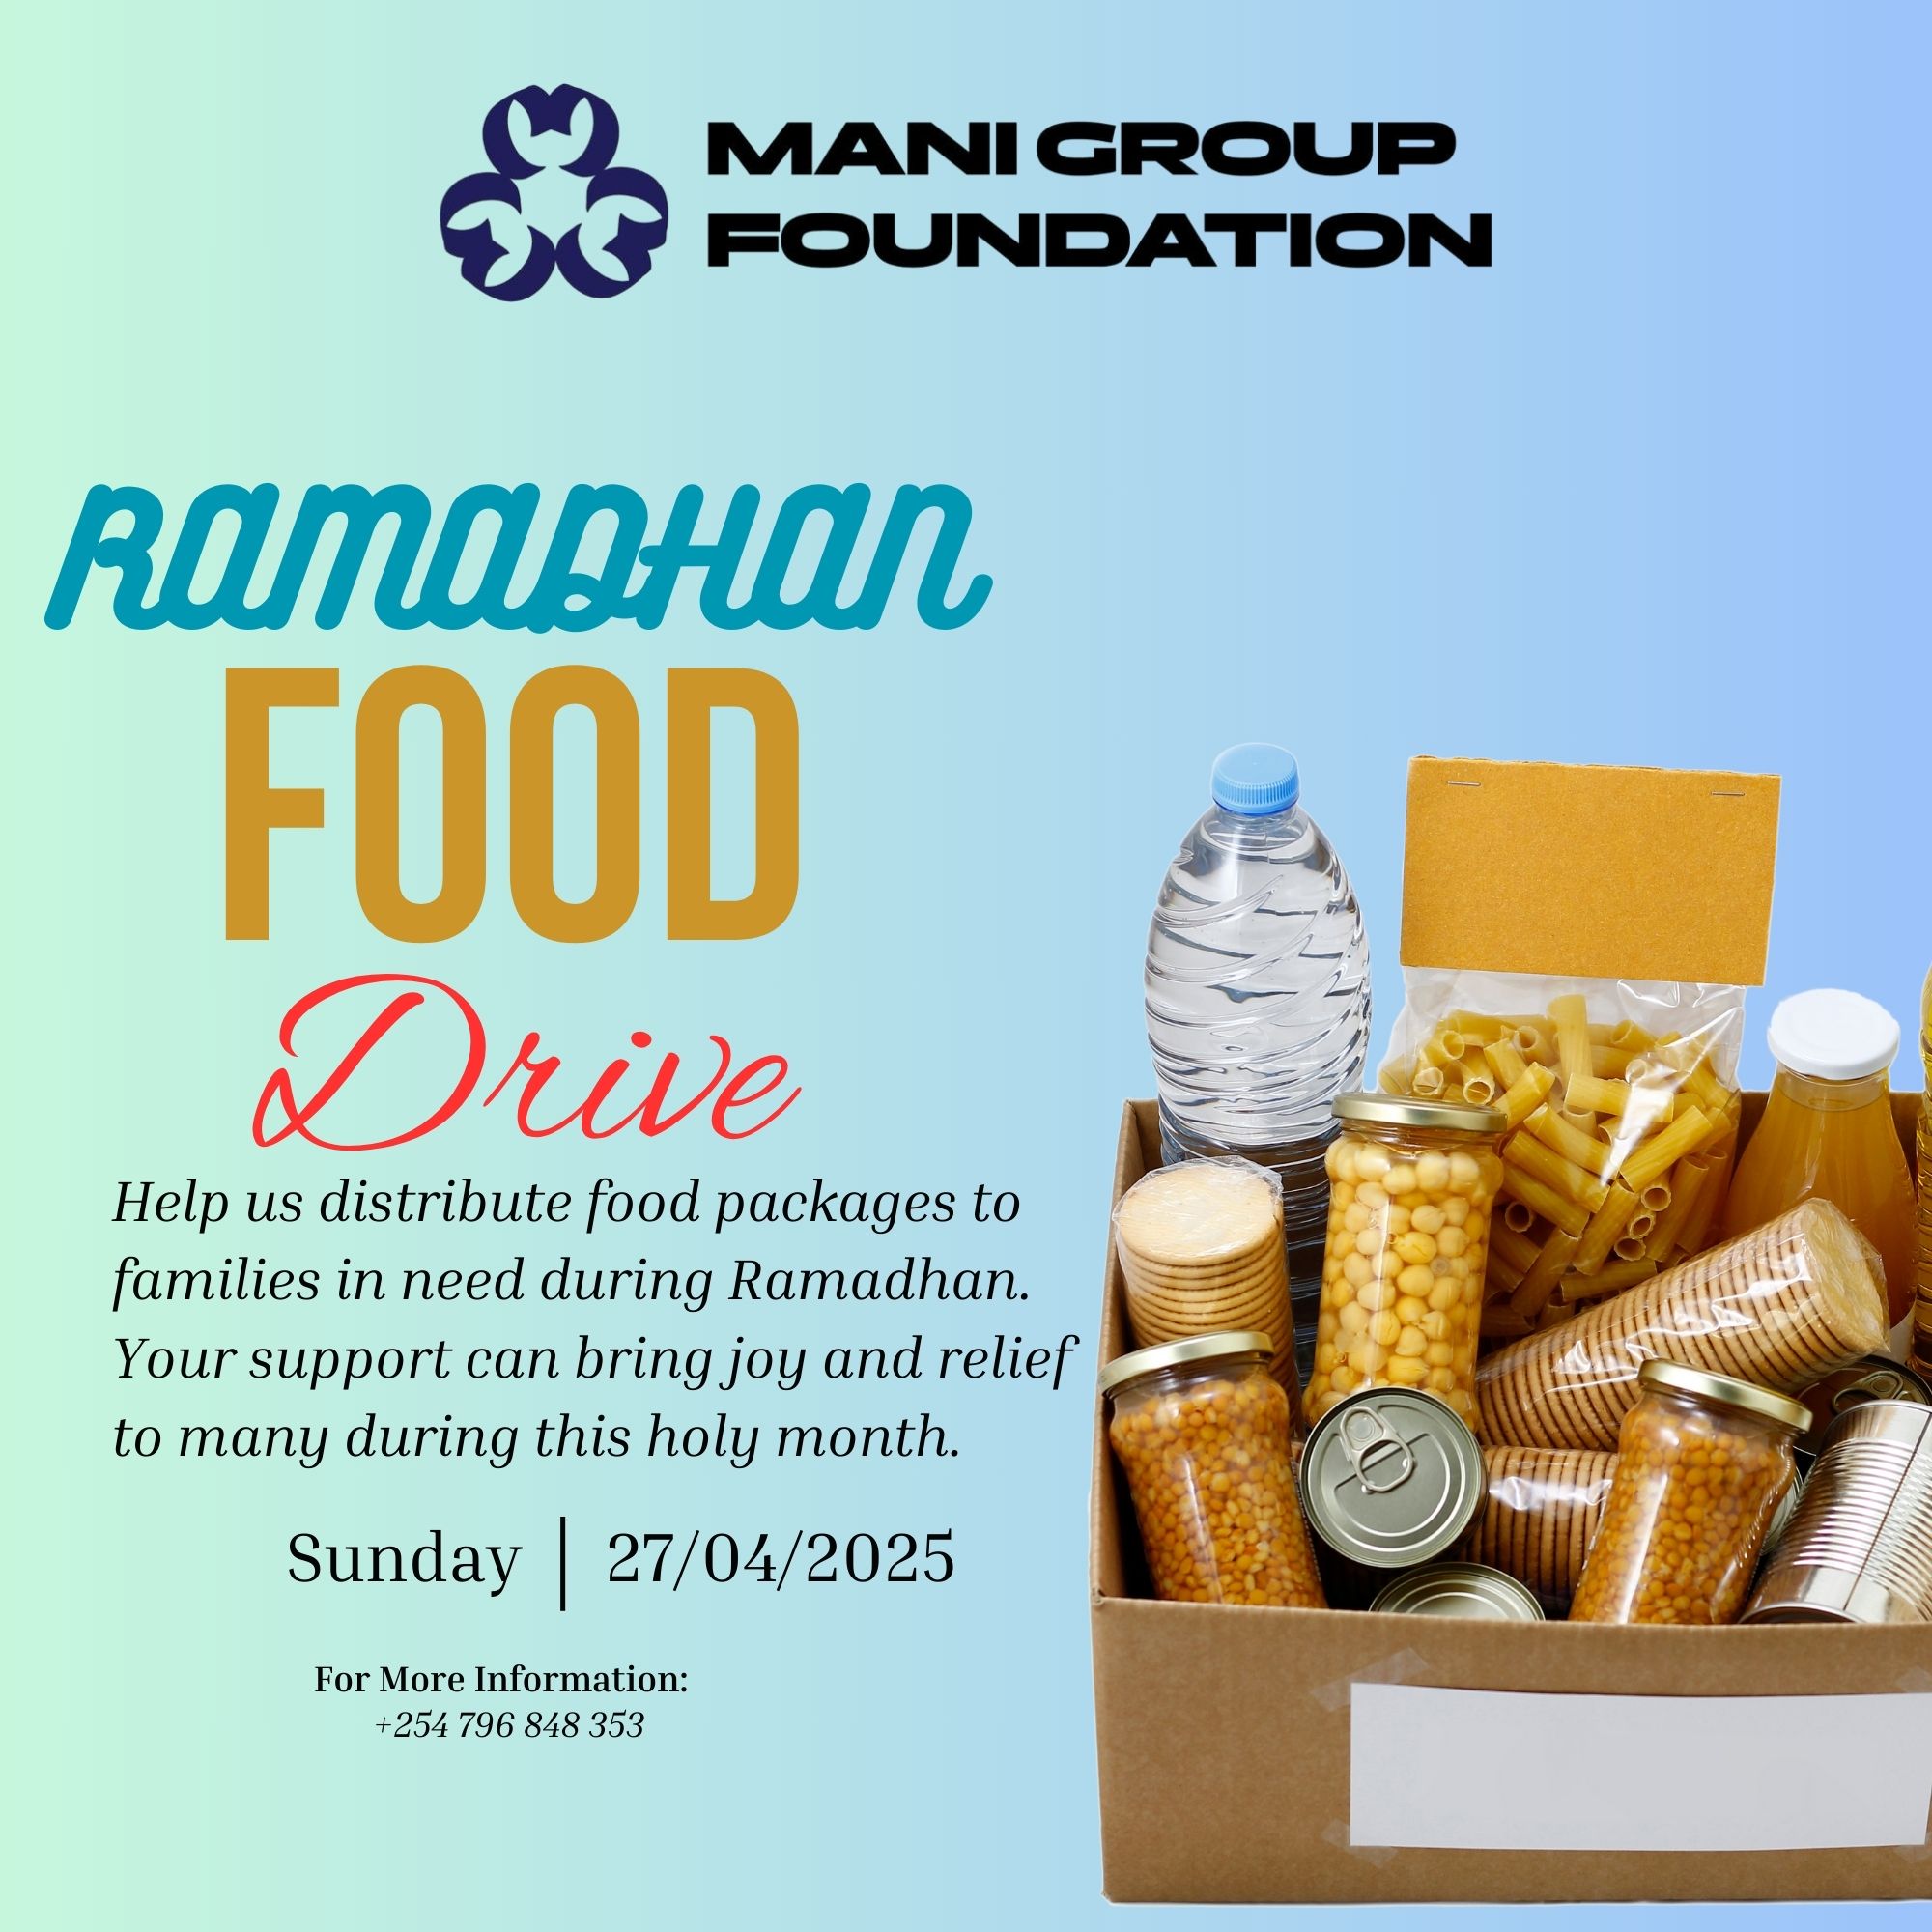 MANI GROUP
FOUNDATION
RAMADHAN
FOOD
Drive
Help us distribute food packages to
families in need during Ramadhan.
Your support can bring joy and relief
to many during this holy month.
Sunday | 27/04/2025
For More Information:
+254 796 848 353